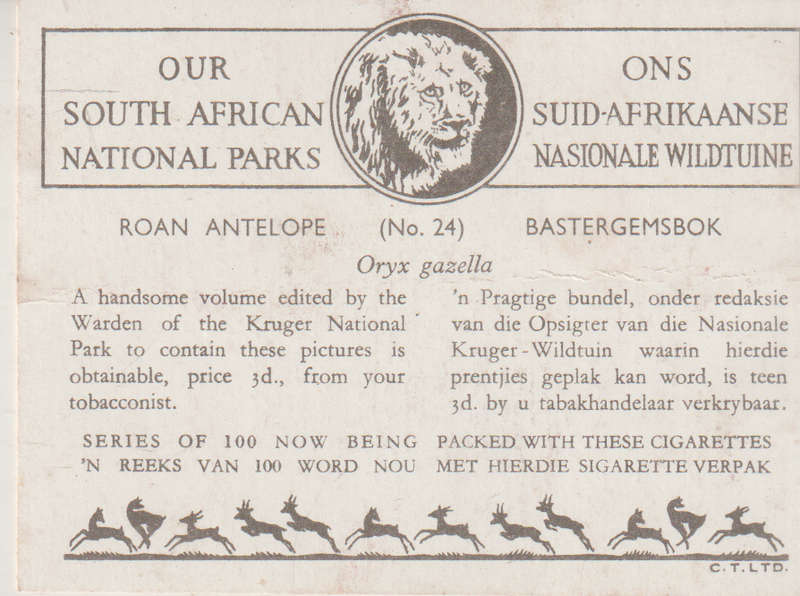 OUR
SOUTH AFRICAN
NATIONAL PARKS
ONS
SUID-AFRIKAANSE
NASIONALE WILDTUINE
ROAN ANTELOPE (No. 24) BASTERGEMSBOK
Oryx gazella
A handsome volume edited by the
Warden of the Kruger National
Park to contain these pictures is
obtainable, price 3d., from your
tobacconist.
'n Pragtige bundel, onder redaksie
van die Opsigter van die Nasionale
Kruger-Wildtuin waarin hierdie
prentjies geplak kan word, is teen
3d. by u tabakhandelaar verkrybaar.
SERIES OF 100 NOW BEING PACKED WITH THESE CIGARETTES
'N REEKS VAN 100 WORD NOU MET HIERDIE SIGARETTE VERPAK
C.T.LTD.